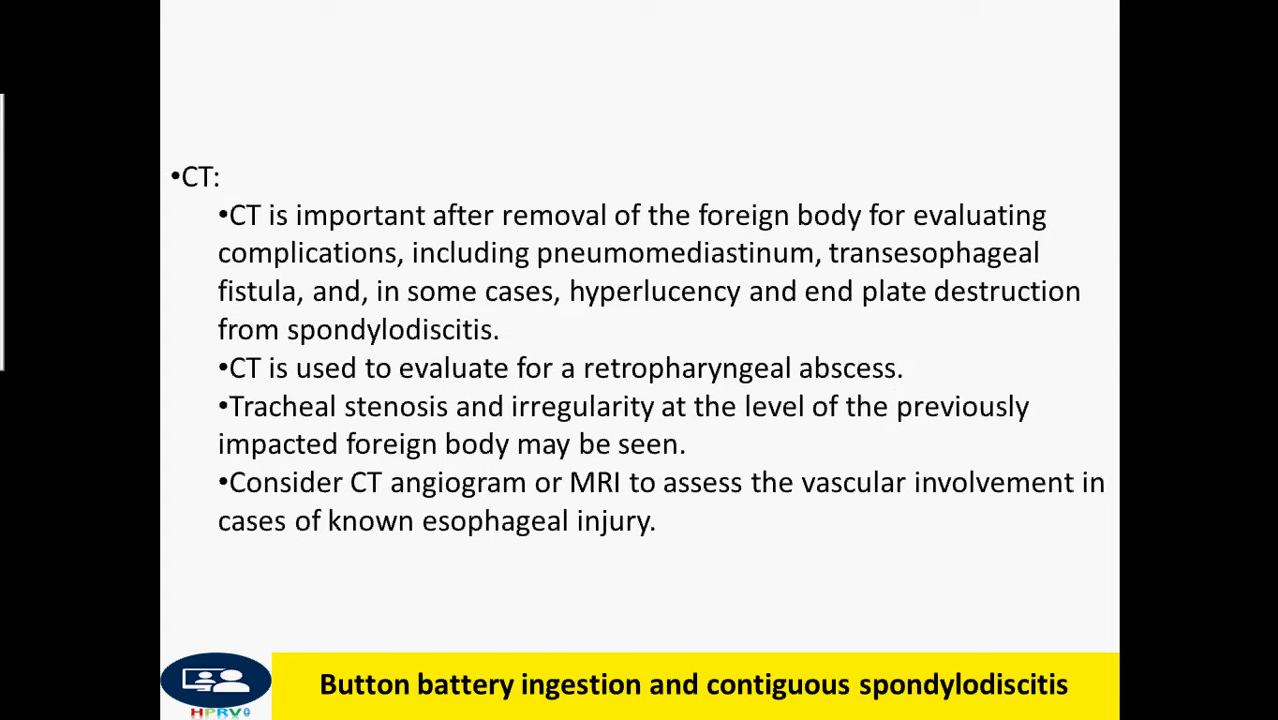 •CT:
•CT is important after removal of the foreign body for evaluating
complications, including pneumomediastinum, transesophageal
fistula, and, in some cases, hyperlucency and end plate destruction
from spondylodiscitis.
•CT is used to evaluate for a retropharyngeal abscess.
•Tracheal stenosis and irregularity at the level of the previously
impacted foreign body may be seen.
•Consider CT angiogram or MRI to assess the vascular involvement in
cases of known esophageal injury.
Button battery ingestion and contiguous spondylodiscitis